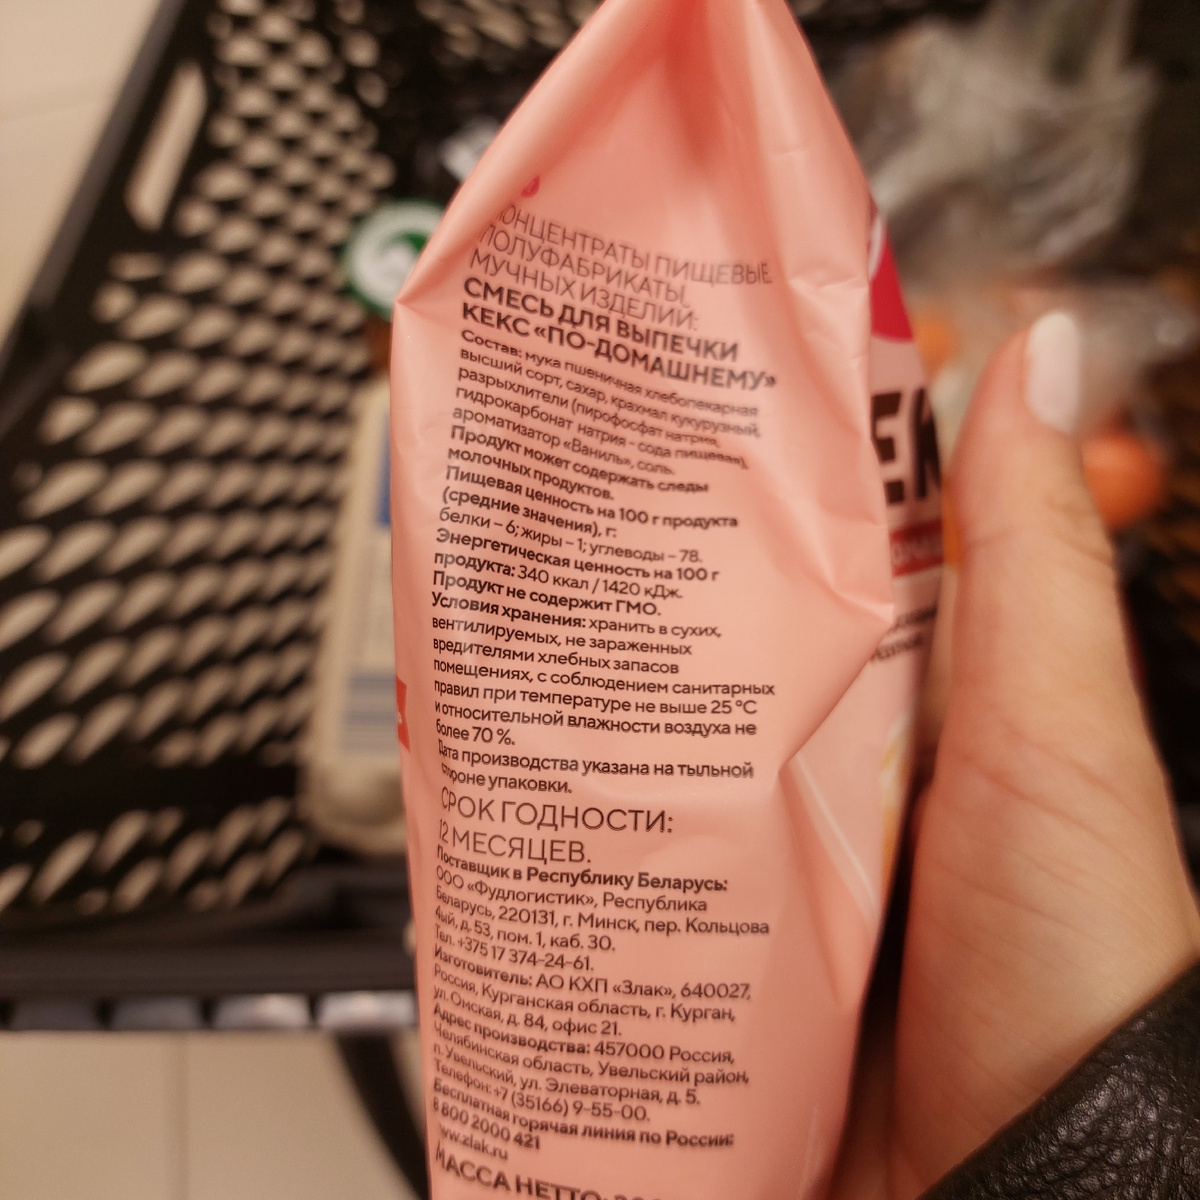 КОНЦЕНТРАТЫ ПИЩЕВЫЕ
ПОЛУФАБРИКАТЫ
МУЧНЫХ ИЗДЕЛИЙ:
СМЕСЬ ДЛЯ ВЫПЕЧКИ
КЕКС «ПО-ДОМАШНЕМУ»
Состав: мука пшеничная хлебопекарная
высший сорт, сахар, крахмал кукурузный,
разрыхлители (пирофосфат натрия,
гидрокарбонат натрия - сода пищевая),
ароматизатор «Ваниль», соль.
Продукт может содержать следы
молочных продуктов.
Пищевая ценность на 100 г продукта
(средние значения), г:
белки – 6; жиры – 1; углеводы – 78.
Энергетическая ценность на 100 г
продукта: 340 ккал / 1420 кДж.
Продукт не содержит ГМО.
Условия хранения: хранить в сухих,
вентилируемых, не зараженных
вредителями хлебных запасов
помещениях, с соблюдением санитарных
правил при температуре не выше 25 °С
и относительной влажности воздуха не
более 70 %.
Дата производства указана на тыльной
стороне упаковки.
СРОК ГОДНОСТИ:
12 МЕСЯЦЕВ.
Поставщик в Республику Беларусь:
ООО «Фудлогистик», Республика
Беларусь, 220131, г. Минск, пер. Кольцова
4ый, д. 53, пом. 1, каб. 30.
Тел. +375 17 374-24-61.
Изготовитель: АО КХП «Злак», 640027,
Россия, Курганская область, г. Курган,
ул. Омская, д. 84, офис 21.
Адрес производства: 457000 Россия,
Челябинская область, Увельский район,
п. Увельский, ул. Элеваторная, д. 5.
Телефон: +7 (35166) 9-55-00.
Бесплатная горячая линия по России:
8 800 2000 421
www.zlak.ru
МАССА НЕТТО:
ЕК